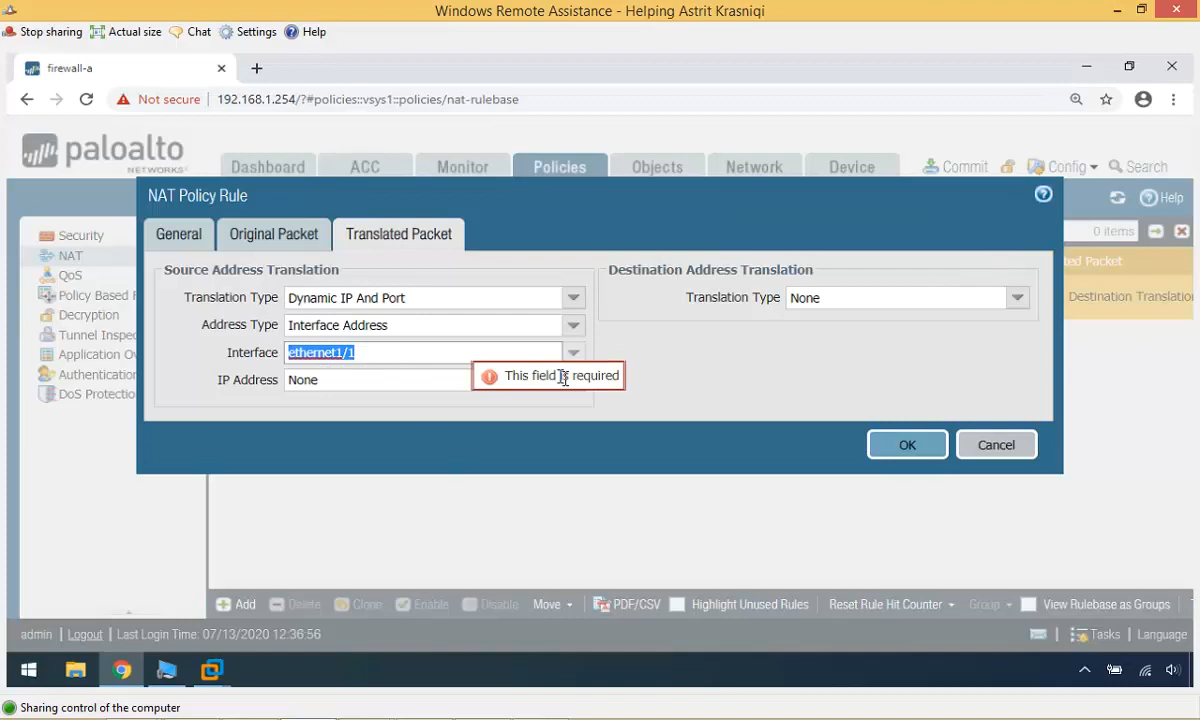 Windows Remote Assistance - Helping Astrit Krasniqi
Stop sharing Actual size Chat Settings Help
firewall-a
Not secure 192.168.1.254/?#policies::vsys1::policies/nat-rulebase
paloalto
NETWORKS
Dashboard ACC Monitor Policies Objects Network Device Commit Config Search
NAT Policy Rule
Help
General Original Packet Translated Packet
0 items
Security
NAT
QoS
Policy Based
Decryption
Tunnel Inspec
Application Ov
Authentication
DoS Protectio
ted Packet
Destination Translatio
Source Address Translation
Translation Type Dynamic IP And Port
Address Type Interface Address
Interface ethernet1/1
IP Address None
This field is required
Destination Address Translation
Translation Type None
OK Cancel
Add Delete Clone Enable Disable Move PDF/CSV Highlight Unused Rules Reset Rule Hit Counter Group View Rulebase as Groups
admin | Logout | Last Login Time: 07/13/2020 12:36:56 | Tasks | Language
Sharing control of the computer